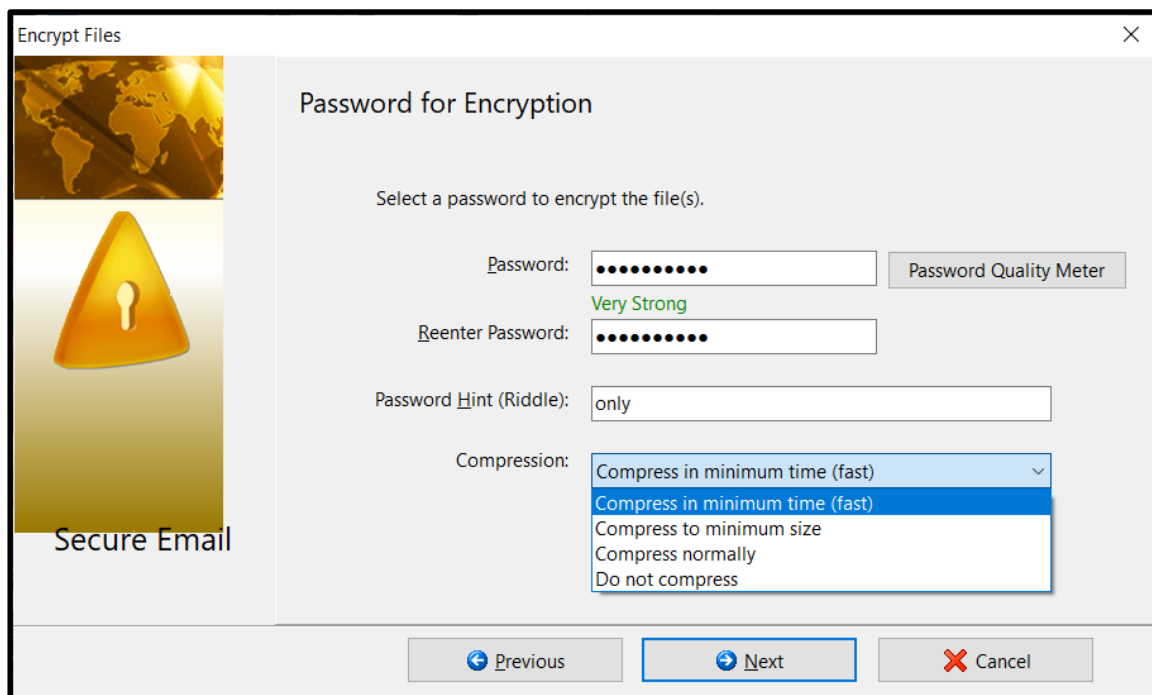 Encrypt Files
Password for Encryption
Select a password to encrypt the file(s).
Password: ●●●●●●●●●● Password Quality Meter
Very Strong
Reenter Password: ●●●●●●●●●●
Password Hint (Riddle): only
Compression: Compress in minimum time (fast)
Compress in minimum time (fast)
Compress to minimum size
Compress normally
Do not compress
Secure Email
Previous Next Cancel